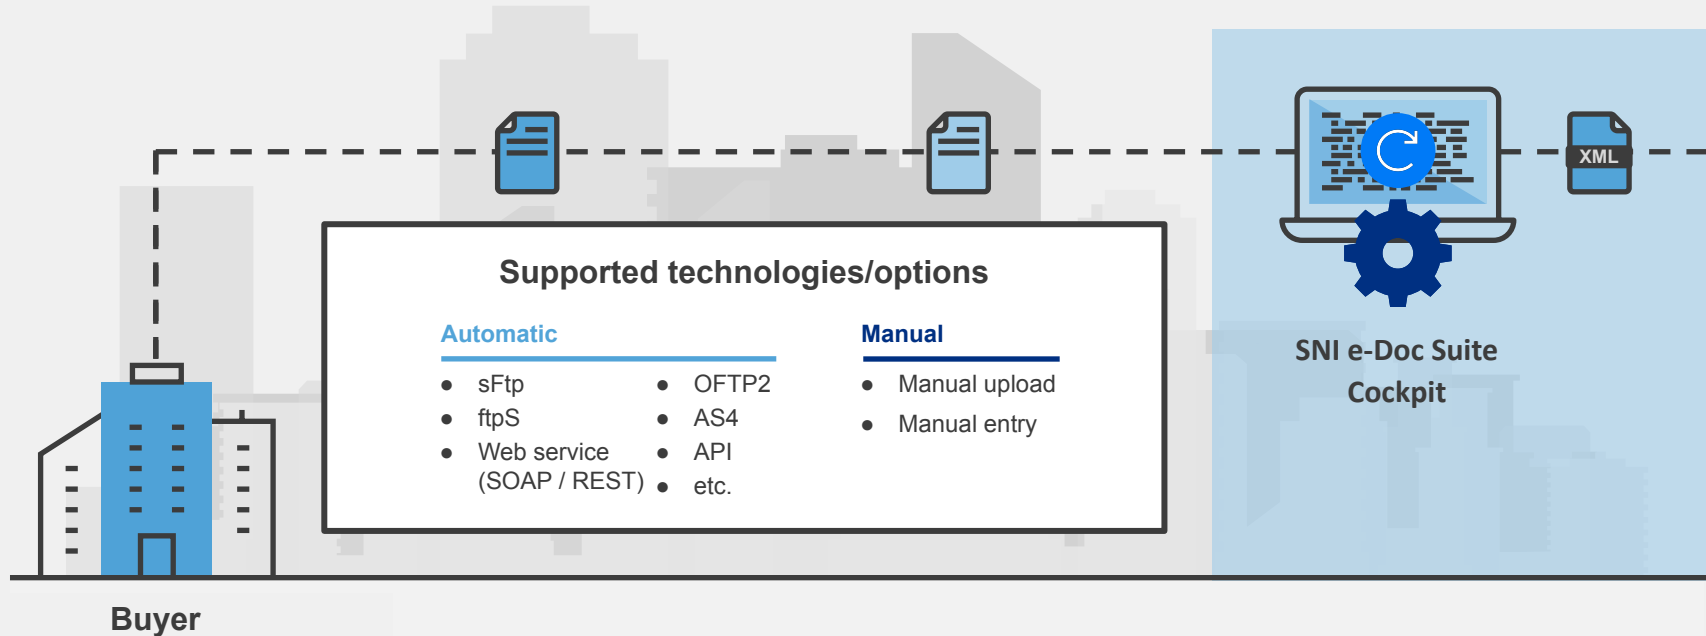 XML
Supported technologies/options
Automatic
● sFtp
● ftpS
● Web service
(SOAP / REST)
● OFTP2
● AS4
● API
● etc.
Manual
● Manual upload
● Manual entry
SNI e-Doc Suite
Cockpit
Buyer